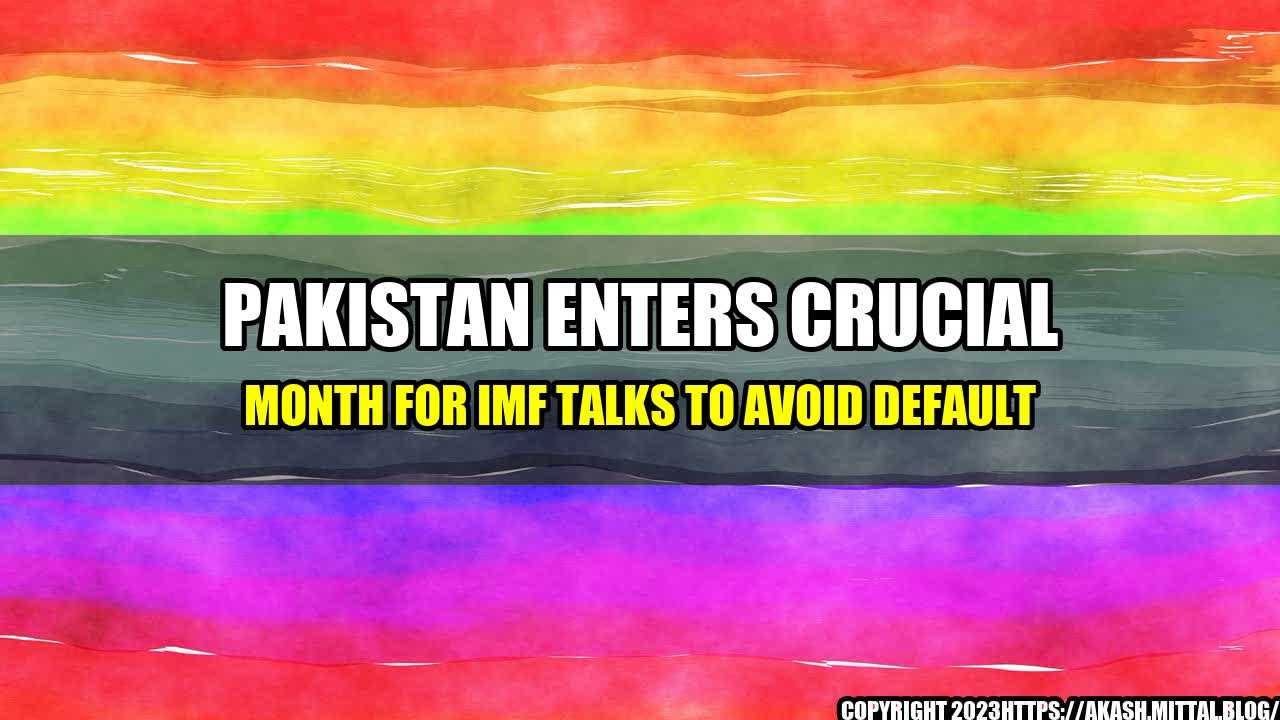 PAKISTAN ENTERS CRUCIAL
MONTH FOR IMF TALKS TO AVOID DEFAULT
COPYRIGHT 2023HTTPS://AKASH.MITTAL.BLOG/